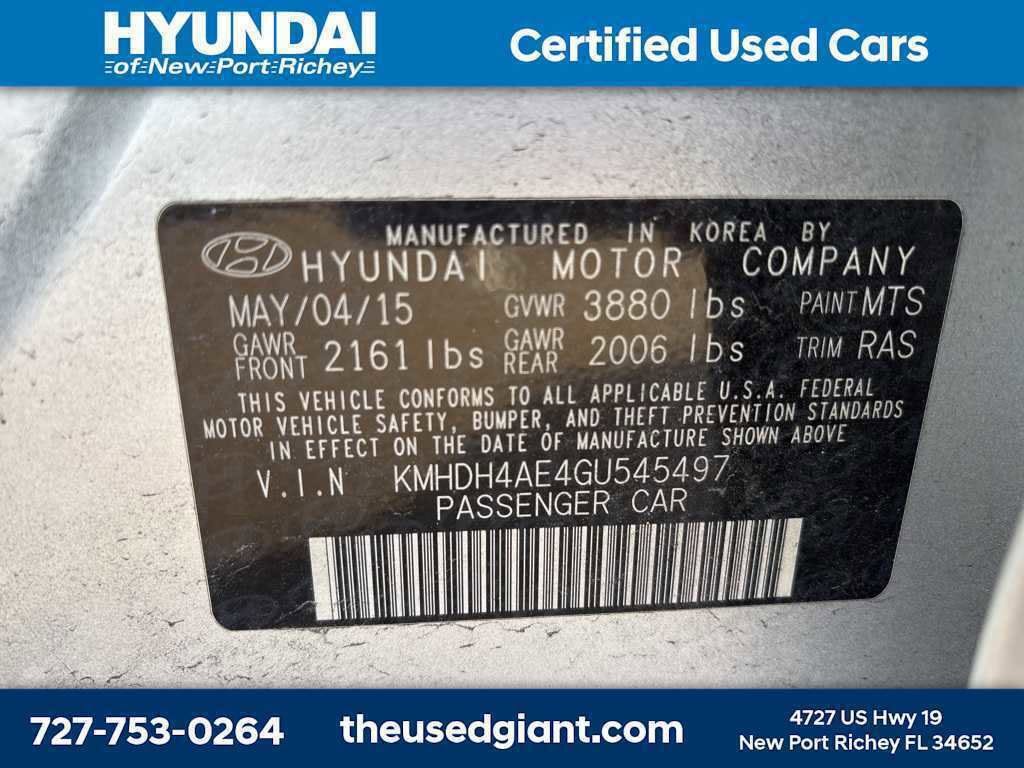 HYUNDAI
of New Port Richey
Certified Used Cars
MANUFACTURED IN KOREA BY
HYUNDAI MOTOR COMPANY
MAY/04/15 GVWR 3880 lbs PAINT MTS
GAWR FRONT 2161 lbs GAWR REAR 2006 lbs TRIM RAS
THIS VEHICLE CONFORMS TO ALL APPLICABLE U.S.A. FEDERAL
MOTOR VEHICLE SAFETY, BUMPER, AND THEFT PREVENTION STANDARDS
IN EFFECT ON THE DATE OF MANUFACTURE SHOWN ABOVE
V.I.N KMHDH4AE4GU545497
PASSENGER CAR
727-753-0264
theusedgiant.com
4727 US Hwy 19
New Port Richey FL 34652